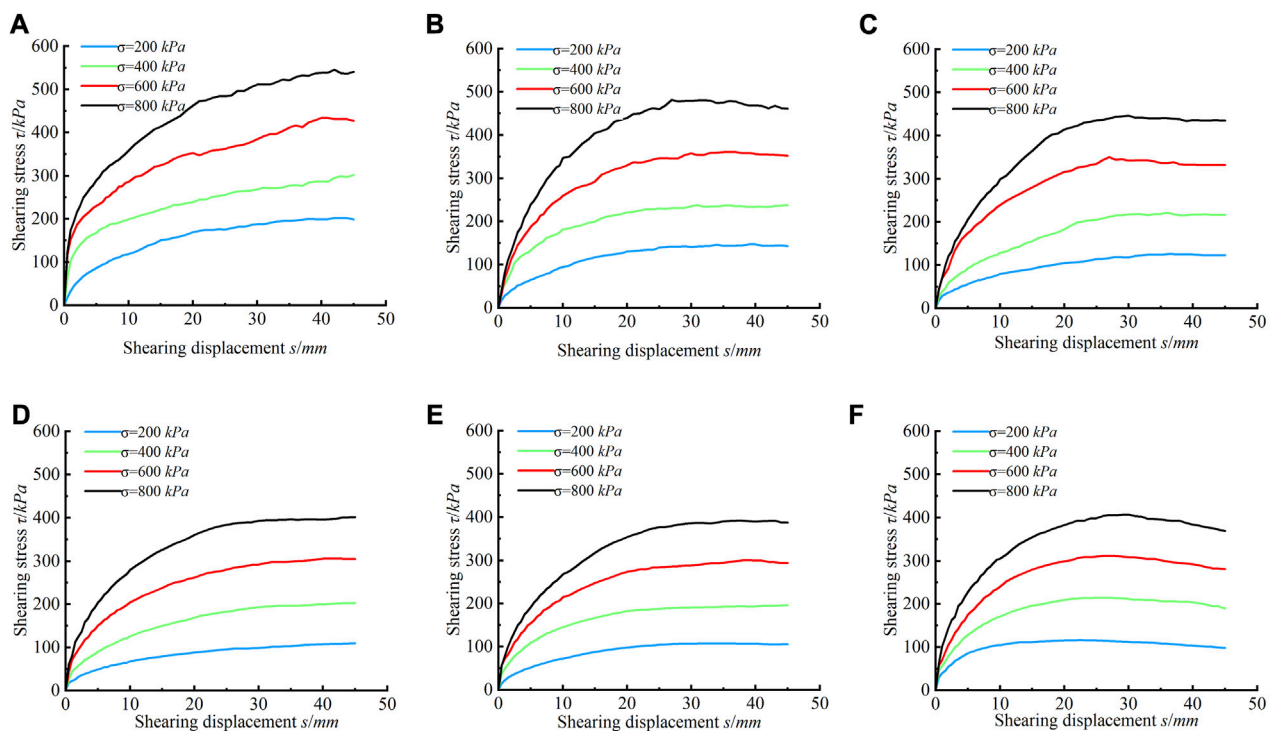 A
600
500
400
300
200
100
0
Shearing stress τ/kPa
σ=200 kPa
σ=400 kPa
σ=600 kPa
σ=800 kPa
0 10 20 30 40 50
Shearing displacement s/mm
B
600
500
400
300
200
100
0
Shearing stress τ/kPa
σ=200 kPa
σ=400 kPa
σ=600 kPa
σ=800 kPa
0 10 20 30 40 50
Shearing displacement s/mm
C
600
500
400
300
200
100
0
Shearing stress τ/kPa
σ=200 kPa
σ=400 kPa
σ=600 kPa
σ=800 kPa
0 10 20 30 40 50
Shearing displacement s/mm
D
600
500
400
300
200
100
0
Shearing stress τ/kPa
σ=200 kPa
σ=400 kPa
σ=600 kPa
σ=800 kPa
0 10 20 30 40 50
Shearing displacement s/mm
E
600
500
400
300
200
100
0
Shearing stress τ/kPa
σ=200 kPa
σ=400 kPa
σ=600 kPa
σ=800 kPa
0 10 20 30 40 50
Shearing displacement s/mm
F
600
500
400
300
200
100
0
Shearing stress τ/kPa
σ=200 kPa
σ=400 kPa
σ=600 kPa
σ=800 kPa
0 10 20 30 40 50
Shearing displacement s/mm